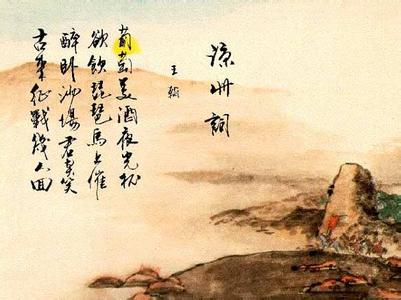 凉州詞
王翰
葡萄美酒夜光杯
欲飲琵琶馬上催
醉卧沙場君莫笑
古來征戰幾人回